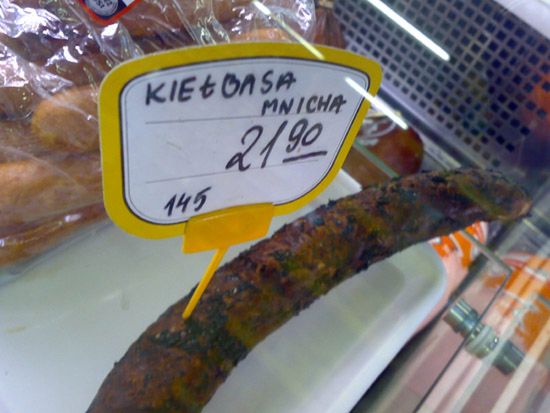 KIEŁBASA
MNICHA
21 90
145